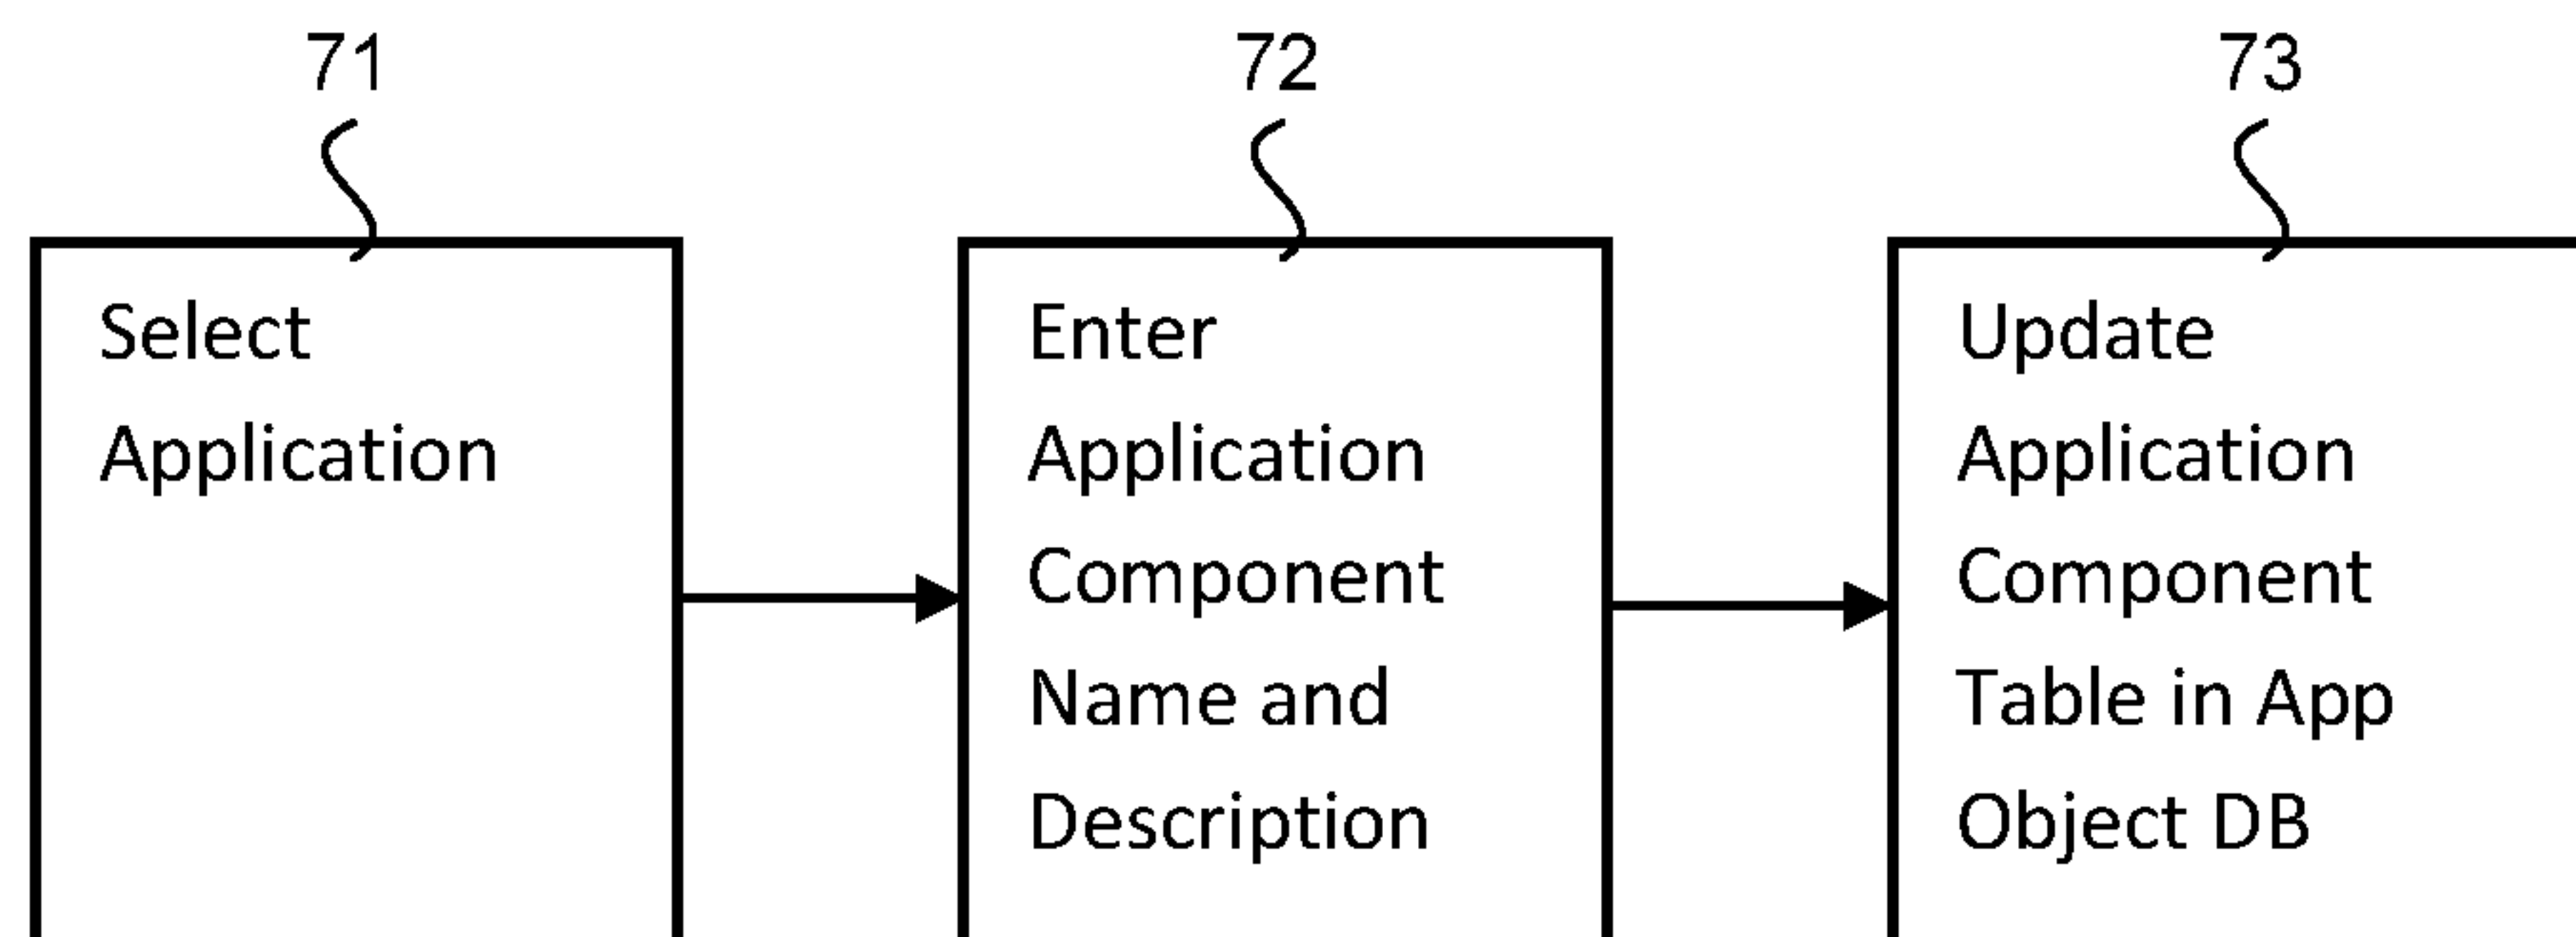 71
72
73
Select
Application
Enter
Application
Component
Name and
Description
Update
Application
Component
Table in App
Object DB